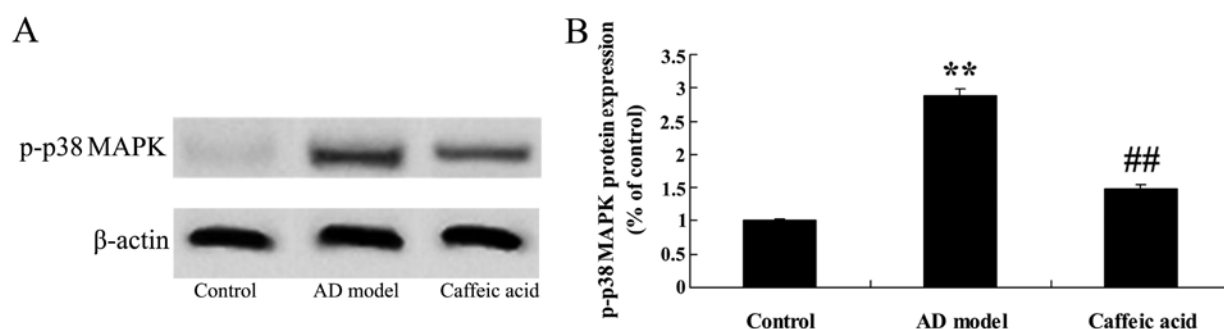 A
p-p38 MAPK
β-actin
Control AD model Caffeic acid
B
p-p38 MAPK protein expression
(% of control)
3.5
3
2.5
2
1.5
1
0.5
0
**
##
Control AD model Caffeic acid